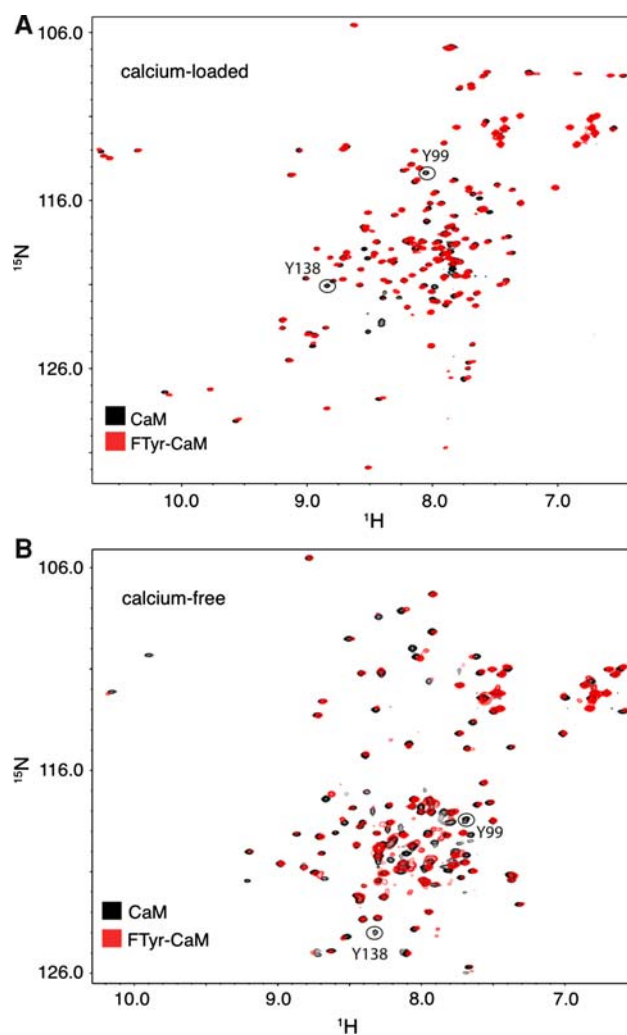 A
106.0
calcium-loaded
Y99
116.0
15N
Y138
126.0
CaM
FTyr-CaM
10.0 9.0 8.0 7.0
1H
B
106.0
calcium-free
116.0
15N
Y99
CaM
FTyr-CaM
Y138
126.0
10.0 9.0 8.0 7.0
1H